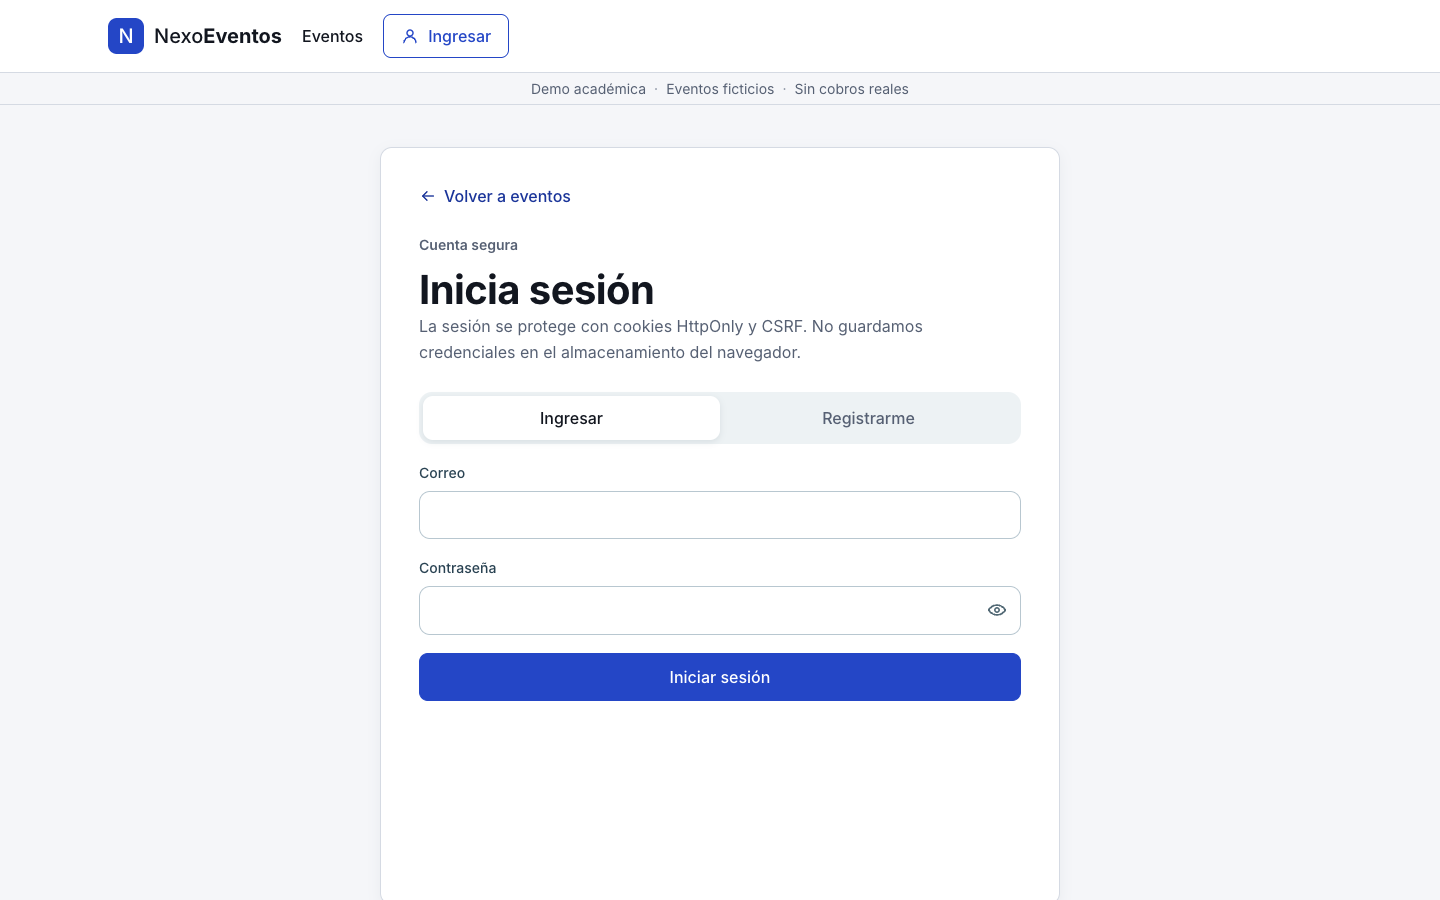 N NexoEventos Eventos Ingresar
Demo académica · Eventos ficticios · Sin cobros reales
← Volver a eventos
Cuenta segura
Inicia sesión
La sesión se protege con cookies HttpOnly y CSRF. No guardamos
credenciales en el almacenamiento del navegador.
Ingresar Registrarme
Correo
Contraseña
Iniciar sesión